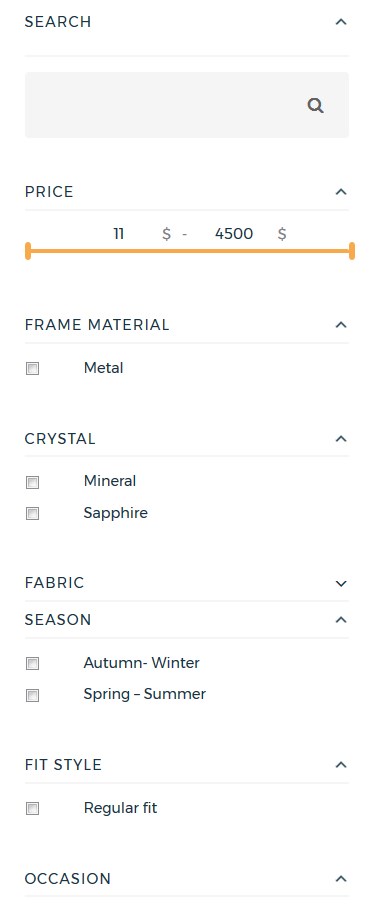 SEARCH
PRICE
11 $ - 4500 $
FRAME MATERIAL
Metal
CRYSTAL
Mineral
Sapphire
FABRIC
SEASON
Autumn- Winter
Spring – Summer
FIT STYLE
Regular fit
OCCASION